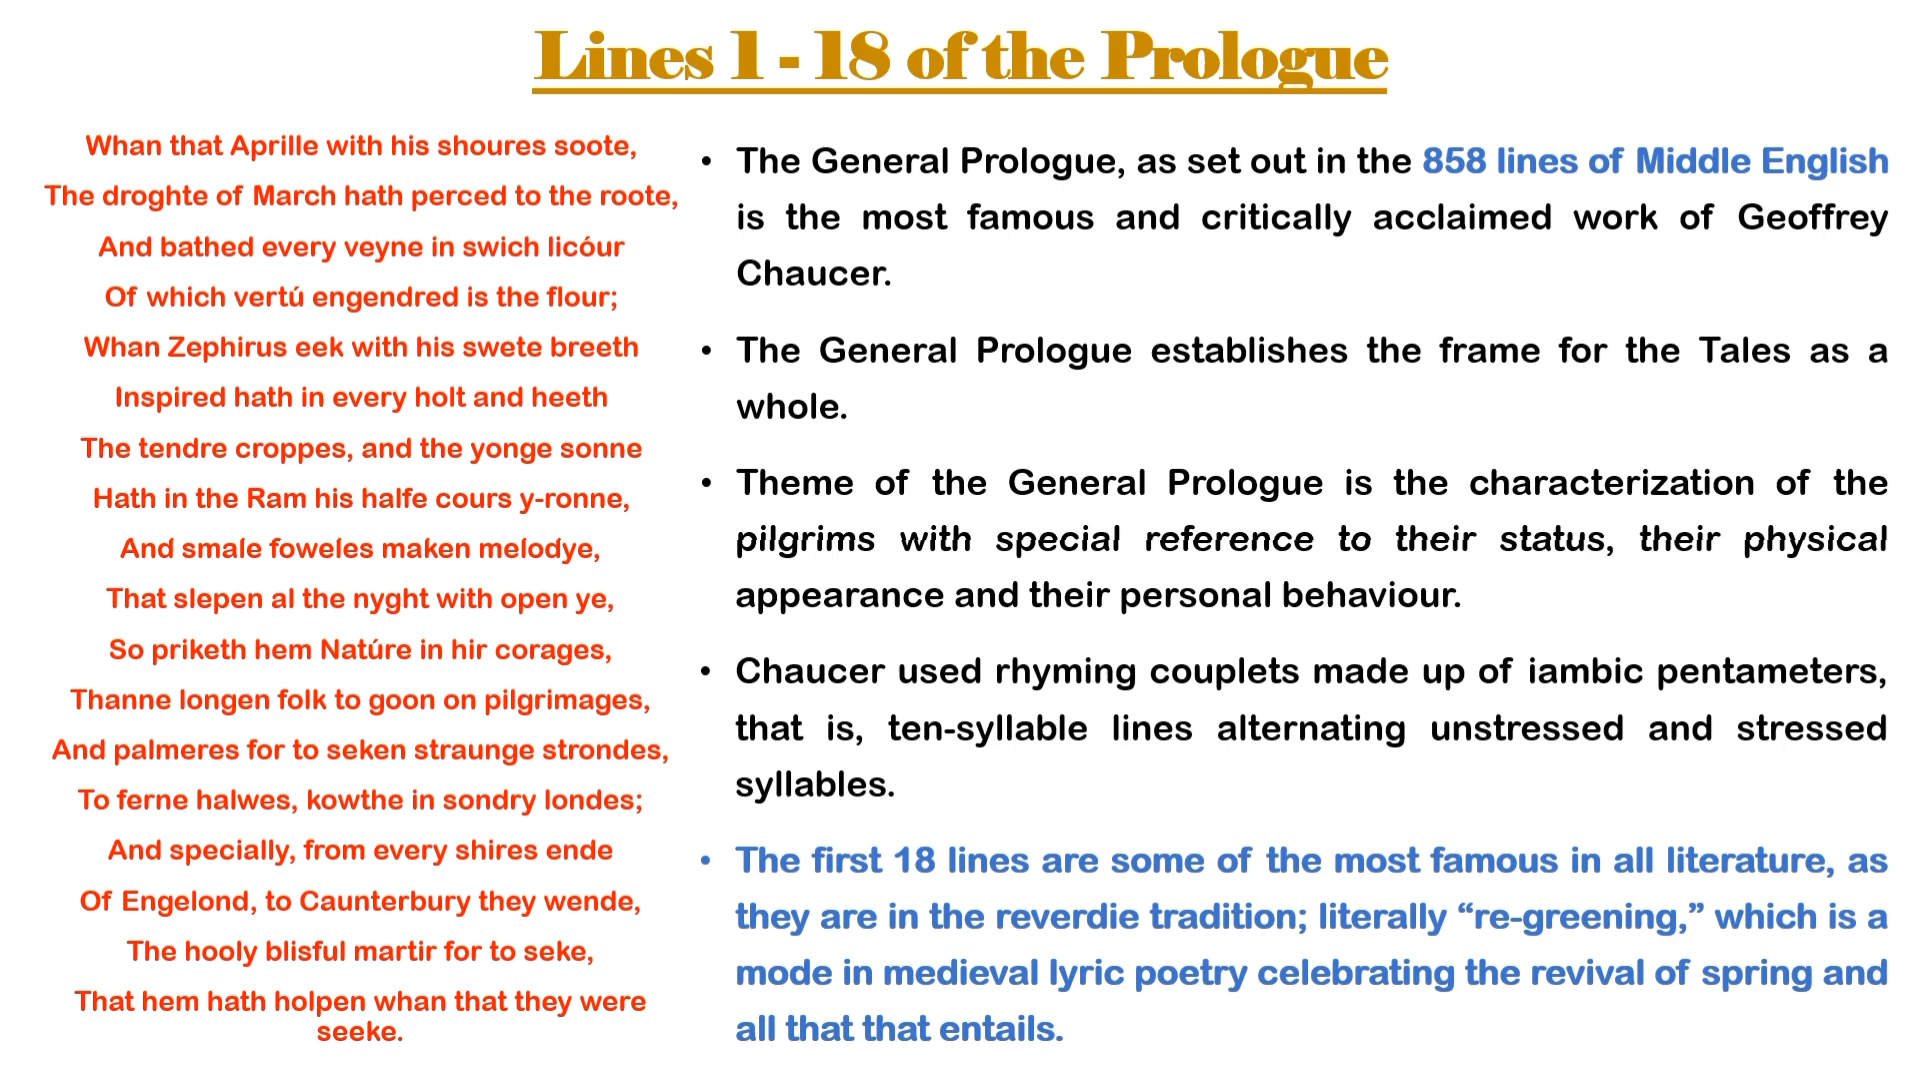 Lines 1 - 18 of the Prologue
Whan that Aprille with his shoures soote,
The droghte of March hath perced to the roote,
And bathed every veyne in swich licóur
Of which vertú engendred is the flour;
Whan Zephirus eek with his swete breeth
Inspired hath in every holt and heeth
The tendre croppes, and the yonge sonne
Hath in the Ram his halfe cours y-ronne,
And smale foweles maken melodye,
That slepen al the nyght with open ye,
So priketh hem Natúre in hir corages,
Thanne longen folk to goon on pilgrimages,
And palmeres for to seken straunge strondes,
To ferne halwes, kowthe in sondry londes;
And specially, from every shires ende
Of Engelond, to Caunterbury they wende,
The hooly blisful martir for to seke,
That hem hath holpen whan that they were
seeke.
• The General Prologue, as set out in the 858 lines of Middle English
is the most famous and critically acclaimed work of Geoffrey
Chaucer.
• The General Prologue establishes the frame for the Tales as a
whole.
• Theme of the General Prologue is the characterization of the
pilgrims with special reference to their status, their physical
appearance and their personal behaviour.
• Chaucer used rhyming couplets made up of iambic pentameters,
that is, ten-syllable lines alternating unstressed and stressed
syllables.
• The first 18 lines are some of the most famous in all literature, as
they are in the reverdie tradition; literally “re-greening,” which is a
mode in medieval lyric poetry celebrating the revival of spring and
all that that entails.